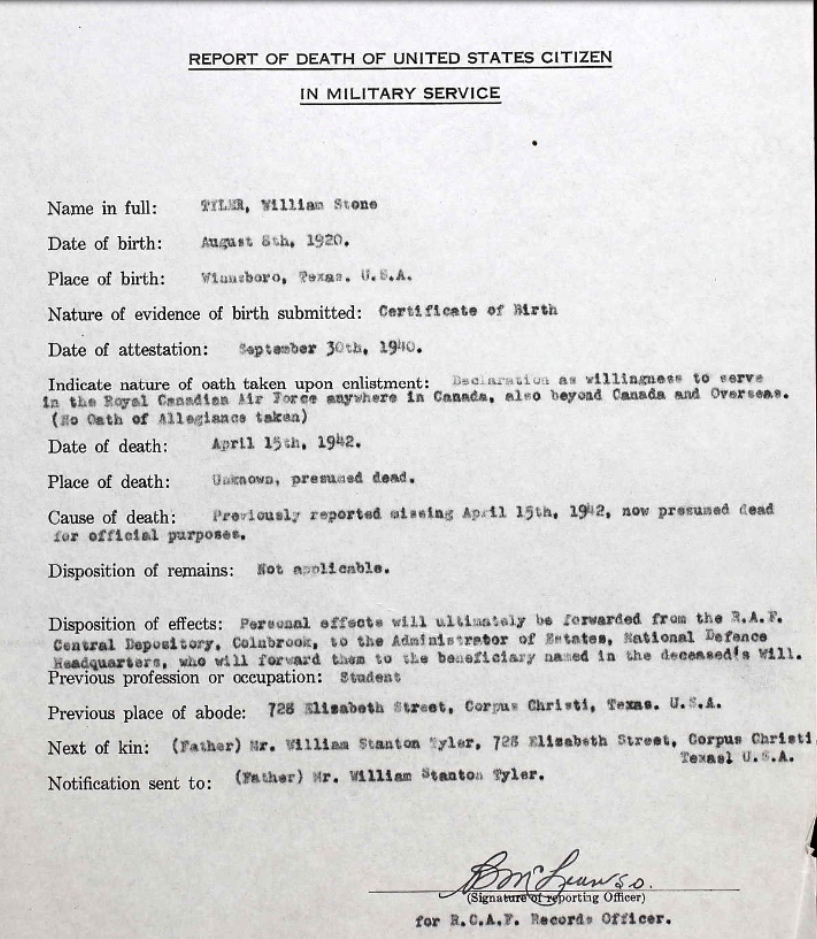 REPORT OF DEATH OF UNITED STATES CITIZEN
IN MILITARY SERVICE
Name in full: TYLER, William Stone
Date of birth: August 8th, 1920.
Place of birth: Winnsboro, Texas. U.S.A.
Nature of evidence of birth submitted: Certificate of Birth
Date of attestation: September 30th, 1940.
Indicate nature of oath taken upon enlistment: Declaration as willingness to serve
in the Royal Canadian Air Force anywhere in Canada, also beyond Canada and Overseas.
(No Oath of Allegiance taken)
Date of death: April 15th, 1942.
Place of death: Unknown, presumed dead.
Cause of death: Previously reported missing April 15th, 1942, now presumed dead
for official purposes.
Disposition of remains: Not applicable.
Disposition of effects: Personal effects will ultimately be forwarded from the R.A.F.
Central Depository, Colnbrook, to the Administrator of Estates, National Defence
Headquarters, who will forward them to the beneficiary named in the deceased's Will.
Previous profession or occupation: Student
Previous place of abode: 728 Elizabeth Street, Corpus Christi, Texas. U.S.A.
Next of kin: (Father) Mr. William Stanton Tyler, 728 Elizabeth Street, Corpus Christi
Texasl U.S.A.
Notification sent to: (Father) Mr. William Stanton Tyler.
(Signature of reporting Officer)
for R.C.A.F. Records Officer.